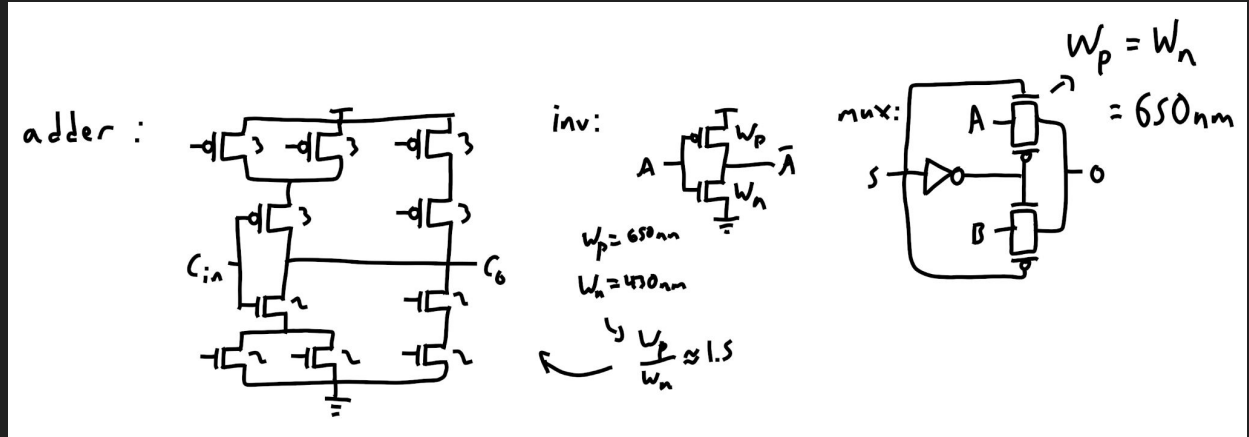 adder :
3 3 3
3 3
Cin Co
2 2
2 2 2
inv:
A Wp Ā
Wn
Wp = 650nm
Wn = 430nm
Wp/Wn ≈ 1.5
mux:
S A B O
Wp = Wn
= 650nm